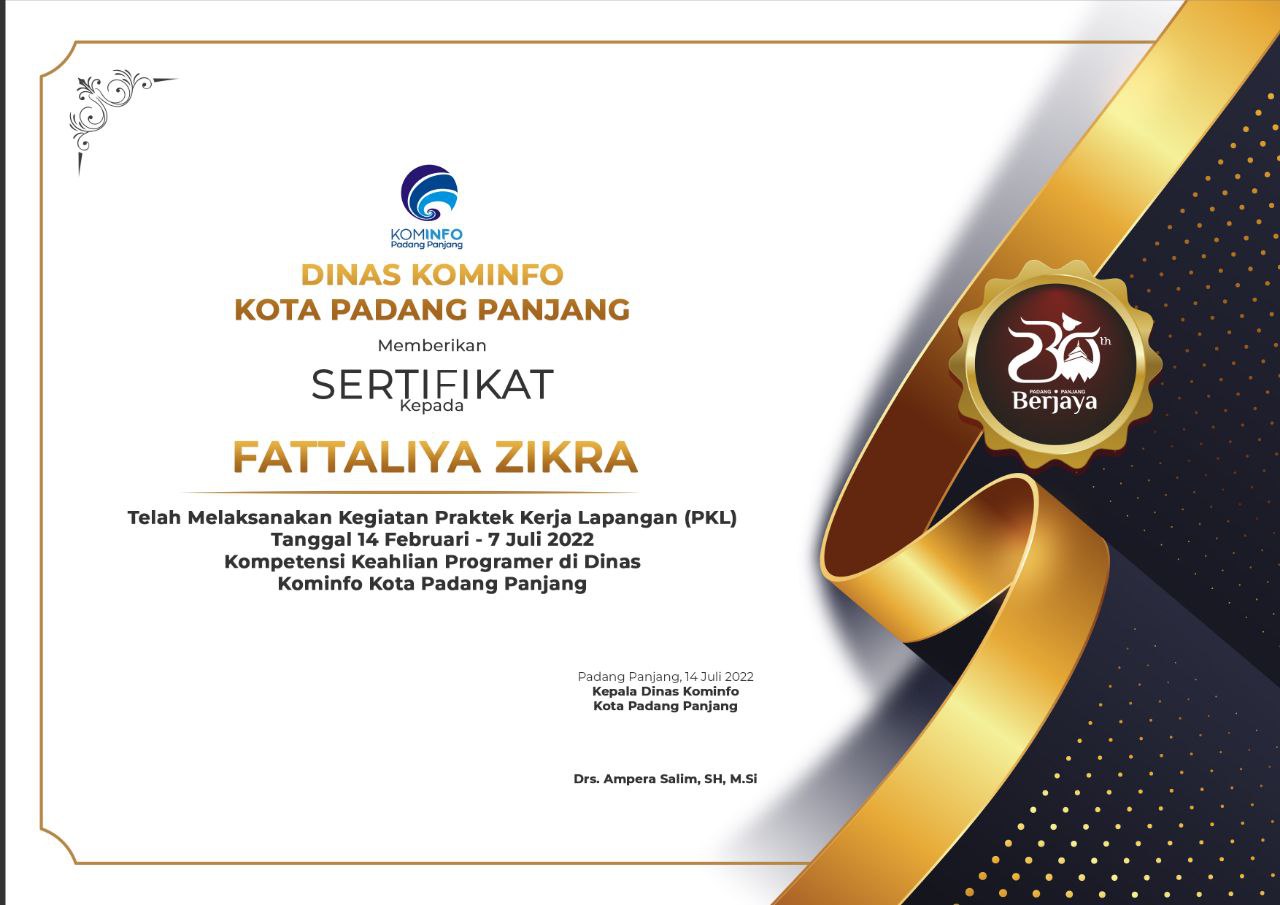 KOMINFO
Padang Panjang
DINAS KOMINFO
KOTA PADANG PANJANG
Memberikan
SERTIFIKAT
Kepada
FATTALIYA ZIKRA
Telah Melaksanakan Kegiatan Praktek Kerja Lapangan (PKL)
Tanggal 14 Februari - 7 Juli 2022
Kompetensi Keahlian Programer di Dinas
Kominfo Kota Padang Panjang
Padang Panjang, 14 Juli 2022
Kepala Dinas Kominfo
Kota Padang Panjang
Drs. Ampera Salim, SH, M.Si
th
PADANG PANJANG
Berjaya